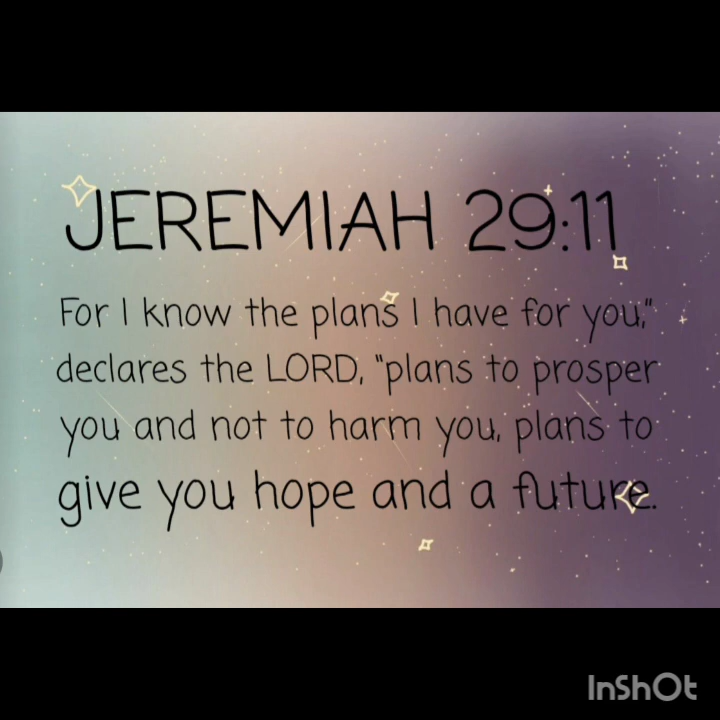 JEREMIAH 29:11
For I know the plans I have for you,"
declares the LORD, "plans to prosper
you and not to harm you, plans to
give you hope and a future.
InShOt